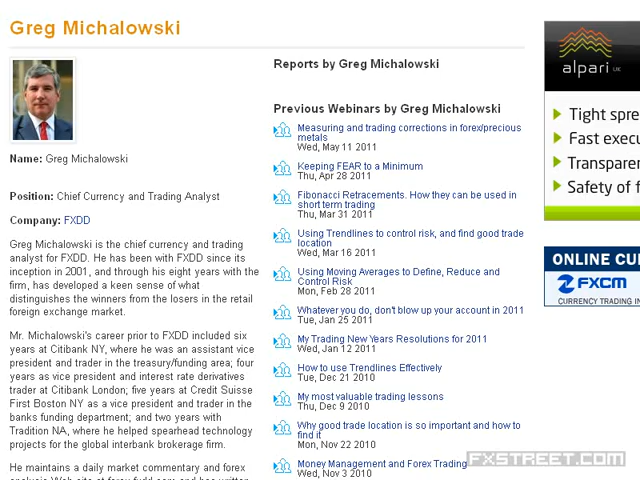 Greg Michalowski
Name: Greg Michalowski
Position: Chief Currency and Trading Analyst
Company: FXDD
Greg Michalowski is the chief currency and trading
analyst for FXDD. He has been with FXDD since its
inception in 2001, and through his eight years with the
firm, has developed a keen sense of what
distinguishes the winners from the losers in the retail
foreign exchange market.
Mr. Michalowski's career prior to FXDD included six
years at Citibank NY, where he was an assistant vice
president and trader in the treasury/funding area; four
years as vice president and interest rate derivatives
trader at Citibank London; five years at Credit Suisse
First Boston NY as a vice president and trader in the
banks funding department; and two years with
Tradition NA, where he helped spearhead technology
projects for the global interbank brokerage firm.
He maintains a daily market commentary and forex
Reports by Greg Michalowski
Previous Webinars by Greg Michalowski
Measuring and trading corrections in forex/precious
metals
Wed, May 11 2011
Keeping FEAR to a Minimum
Thu, Apr 28 2011
Fibonacci Retracements. How they can be used in
short term trading
Thu, Mar 31 2011
Using Trendlines to control risk, and find good trade
location
Wed, Mar 16 2011
Using Moving Averages to Define, Reduce and
Control Risk
Mon, Feb 28 2011
Whatever you do, don't blow up your account in 2011
Tue, Jan 25 2011
My Trading New Years Resolutions for 2011
Wed, Jan 12 2011
How to use Trendlines Effectively
Tue, Dec 21 2010
My most valuable trading lessons
Thu, Dec 9 2010
Why good trade location is so important and how to
find it
Mon, Nov 22 2010
Money Management and Forex Trading
Wed, Nov 3 2010
alpari UK
Tight spre
Fast execu
Transparen
Safety of f
ONLINE CU
FXCM
CURRENCY TRADING IN
FXSTREET.COM